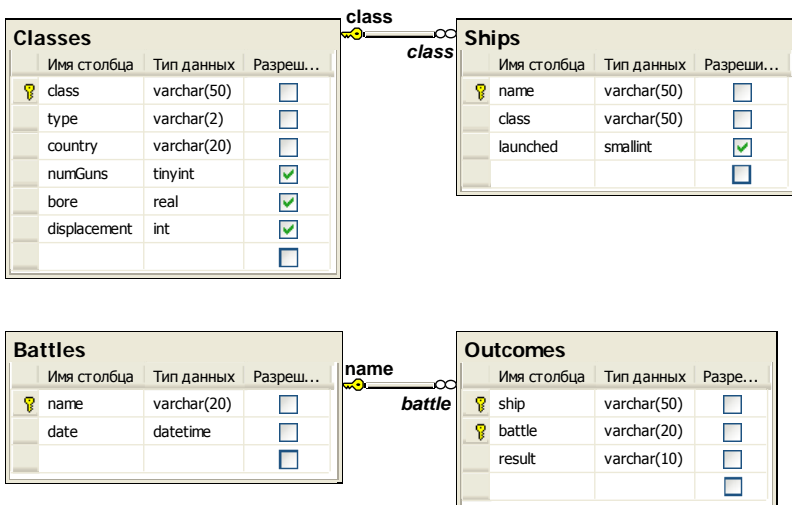 class
class
Classes
Имя столбца Тип данных Разреш...
class varchar(50)
type varchar(2)
country varchar(20)
numGuns tinyint
bore real
displacement int
Ships
Имя столбца Тип данных Разреши...
name varchar(50)
class varchar(50)
launched smallint
Battles
Имя столбца Тип данных Разреш...
name varchar(20)
date datetime
name
battle
Outcomes
Имя столбца Тип данных Разре...
ship varchar(50)
battle varchar(20)
result varchar(10)